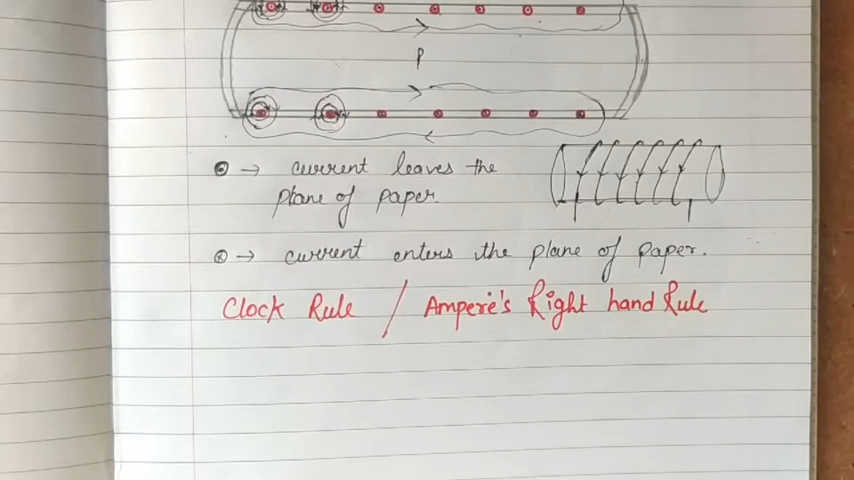 P
⊙ → current leaves the
plane of paper.
⊗ → current enters the plane of paper.
Clock Rule / Ampere's Right hand Rule